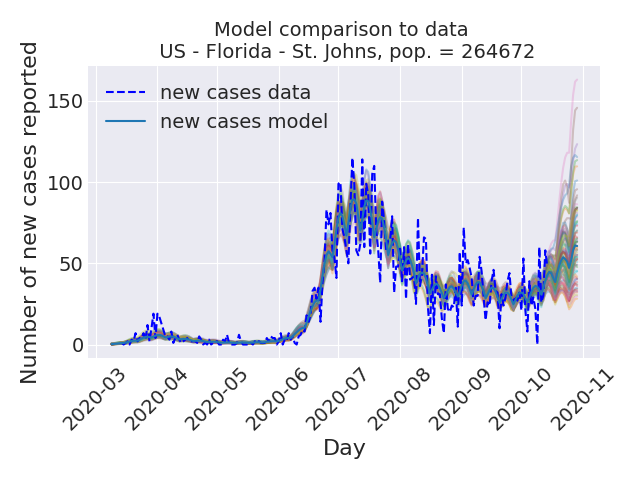 Model comparison to data
US - Florida - St. Johns, pop. = 264672
Number of new cases reported
150
100
50
0
new cases data
new cases model
2020-03
2020-04
2020-05
2020-06
2020-07
2020-08
2020-09
2020-10
2020-11
Day